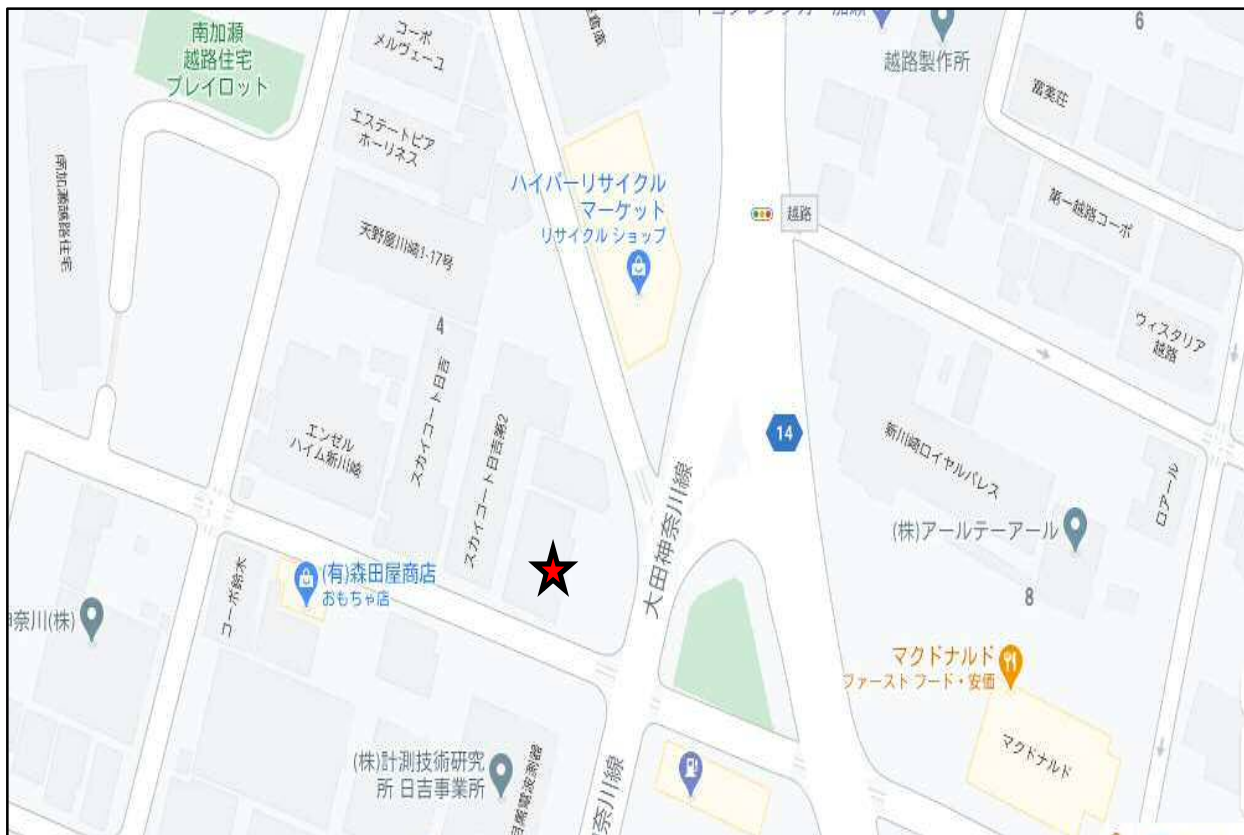 南加瀬
越路住宅
プレイロット
コーポ
メルヴェーユ
越路製作所
6
富美荘
エステートピア
ホーリネス
南加瀬越路住宅
ハイパーリサイクル
マーケット
リサイクル ショップ
越路
第一越路コーポ
天野屋川崎1-17号
4
ウィスタリア
越路
スカイコート日吉
スカイコート日吉第2
エンゼル
ハイム新川崎
14
新川崎ロイヤルパレス
ロアール
大田神奈川線
(株)アールテーアール
(有)森田屋商店
おもちゃ店
コーポ鈴木
奈川(株)
8
マクドナルド
ファースト フード・安価
マクドナルド
(株)計測技術研究
所 日吉事業所
奈川線